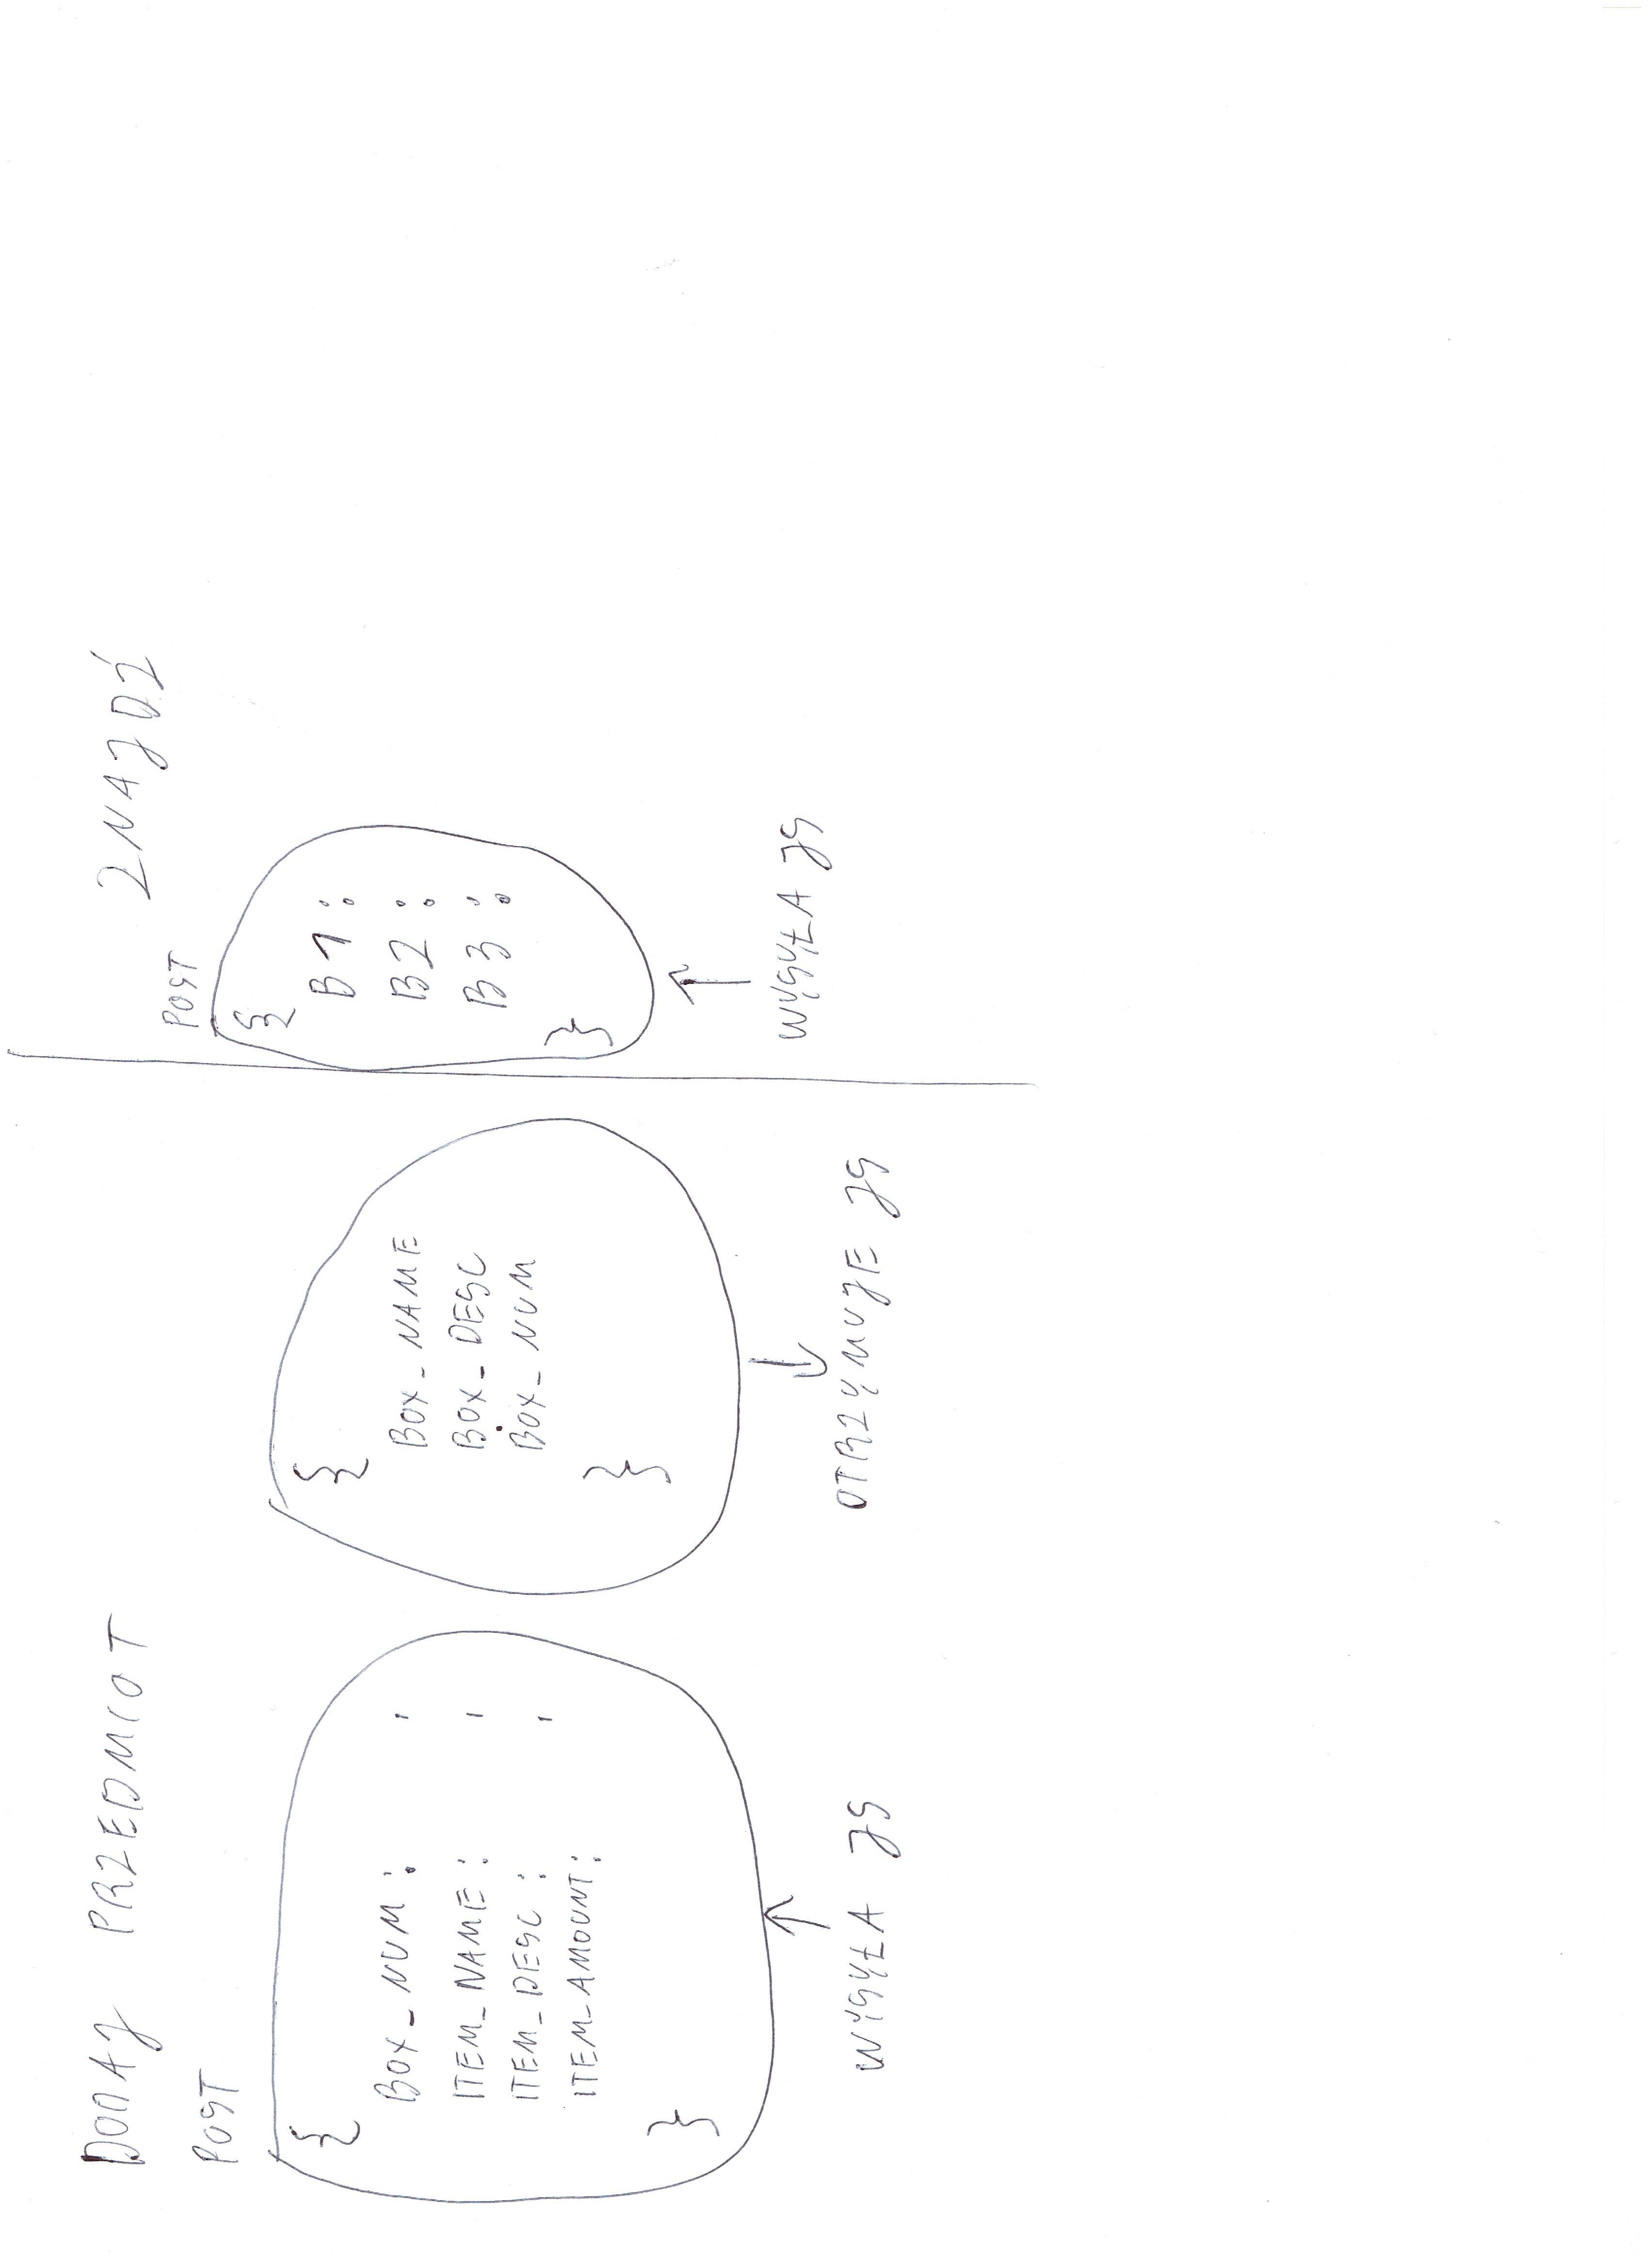 DODAJ PRZEDMIOT
POST
{
BOX_NUM : ,
ITEM_NAME : ,
ITEM_DESC : ,
ITEM_AMOUNT:
}
WYSYŁA JS
{
BOX_NAME
BOX_DESC
BOX_NUM
}
OTRZYMUJE JS
ZNAJDŹ
POST
{
B1 :
B2 :
B3 :
}
WYSYŁA JS